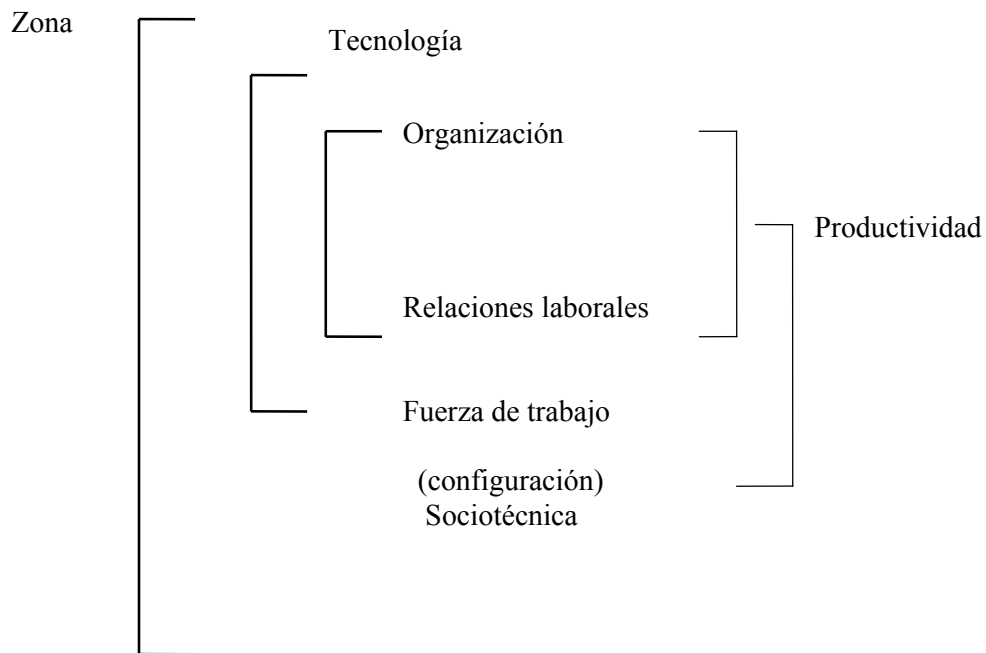 Zona
Tecnología
Organización
Productividad
Relaciones laborales
Fuerza de trabajo
(configuración)
Sociotécnica